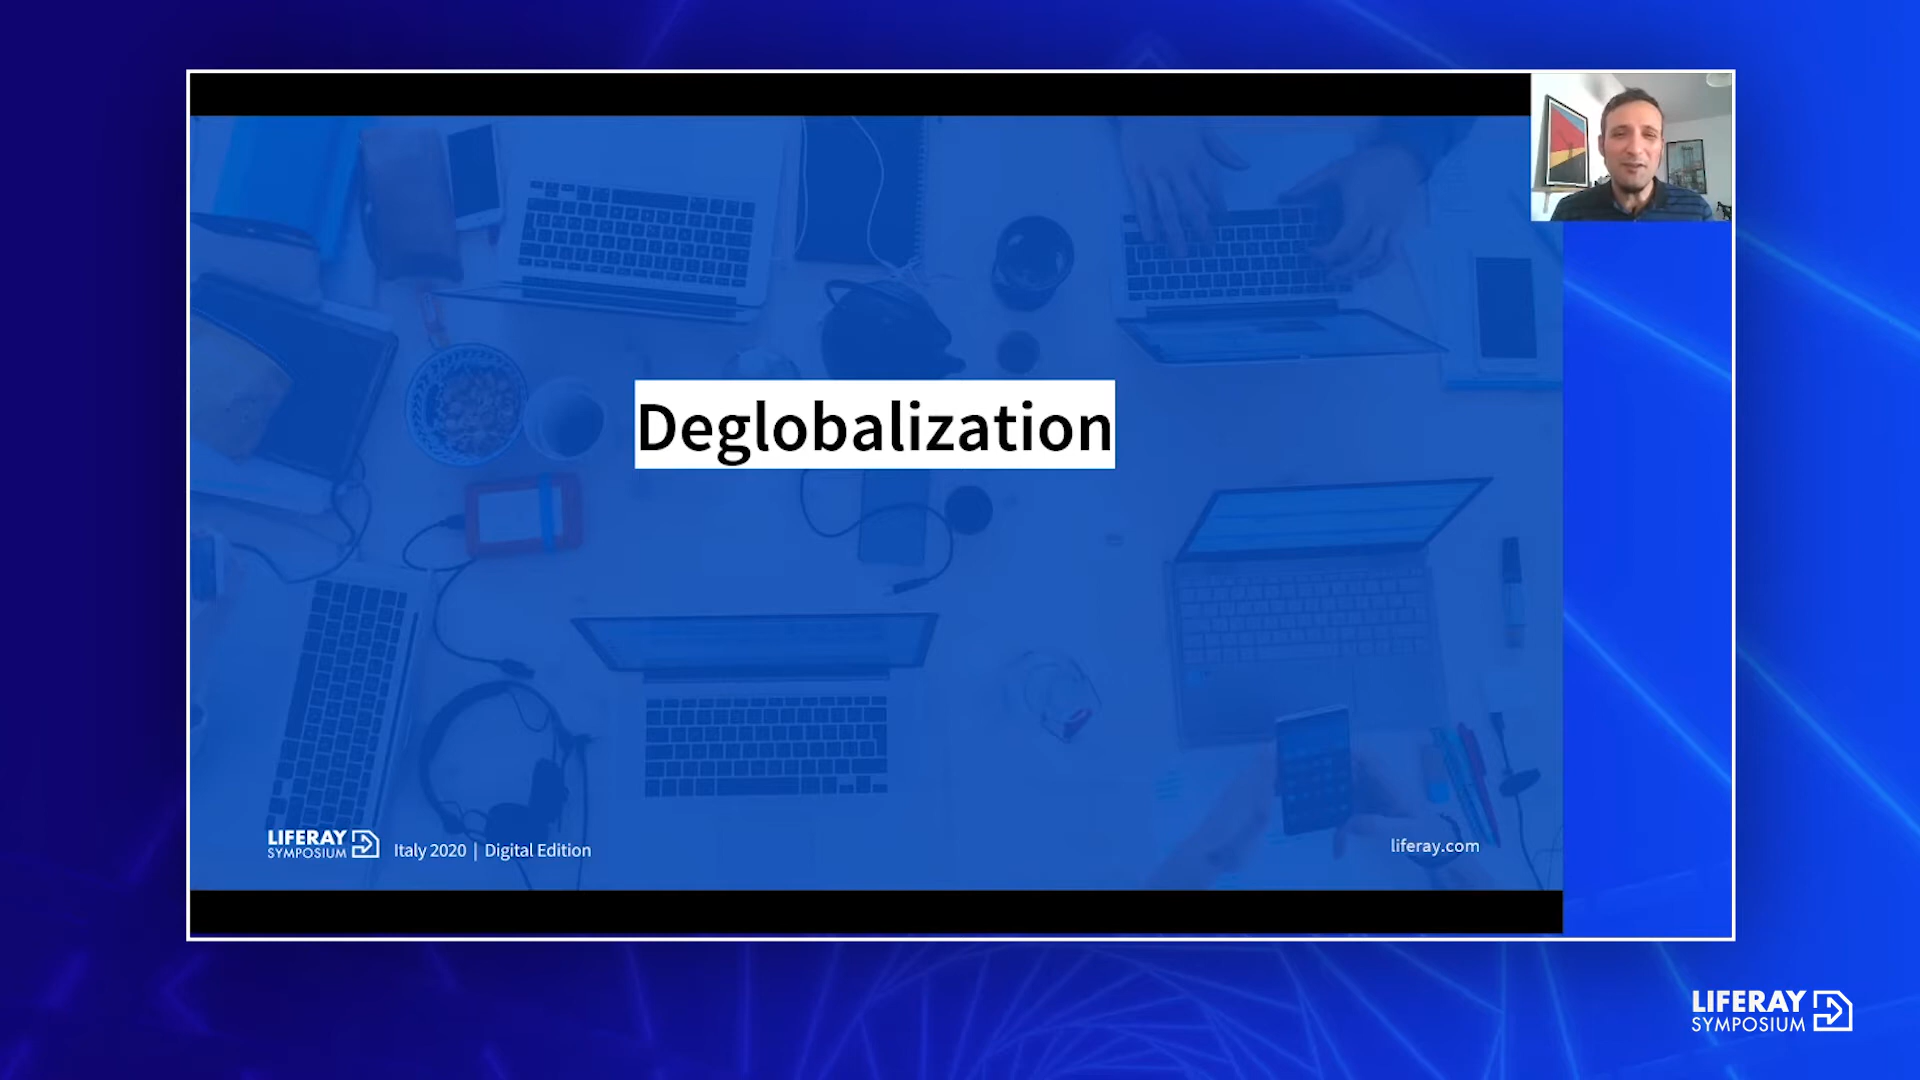 Deglobalization
LIFERAY
SYMPOSIUM
Italy 2020 | Digital Edition
liferay.com
LIFERAY
SYMPOSIUM